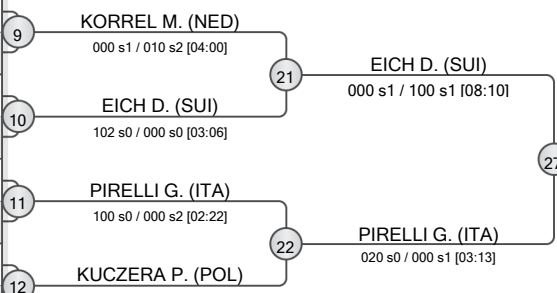 9
KORREL M. (NED)
000 s1 / 010 s2 [04:00]
21
EICH D. (SUI)
000 s1 / 100 s1 [08:10]
10
EICH D. (SUI)
102 s0 / 000 s0 [03:06]
27
11
PIRELLI G. (ITA)
100 s0 / 000 s2 [02:22]
22
PIRELLI G. (ITA)
020 s0 / 000 s1 [03:13]
12
KUCZERA P. (POL)